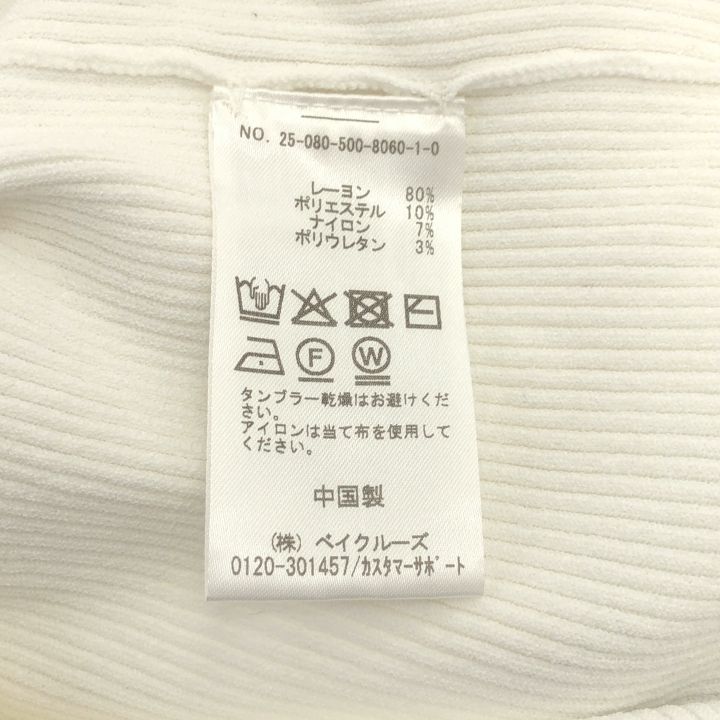 NO. 25-080-500-8060-1-0
レーヨン 80%
ポリエステル 10%
ナイロン 7%
ポリウレタン 3%
F W
タンブラー乾燥はお避けくだ
さい。
アイロンは当て布を使用して
ください。
中国製
(株) ベイクルーズ
0120-301457/カスタマーサポート